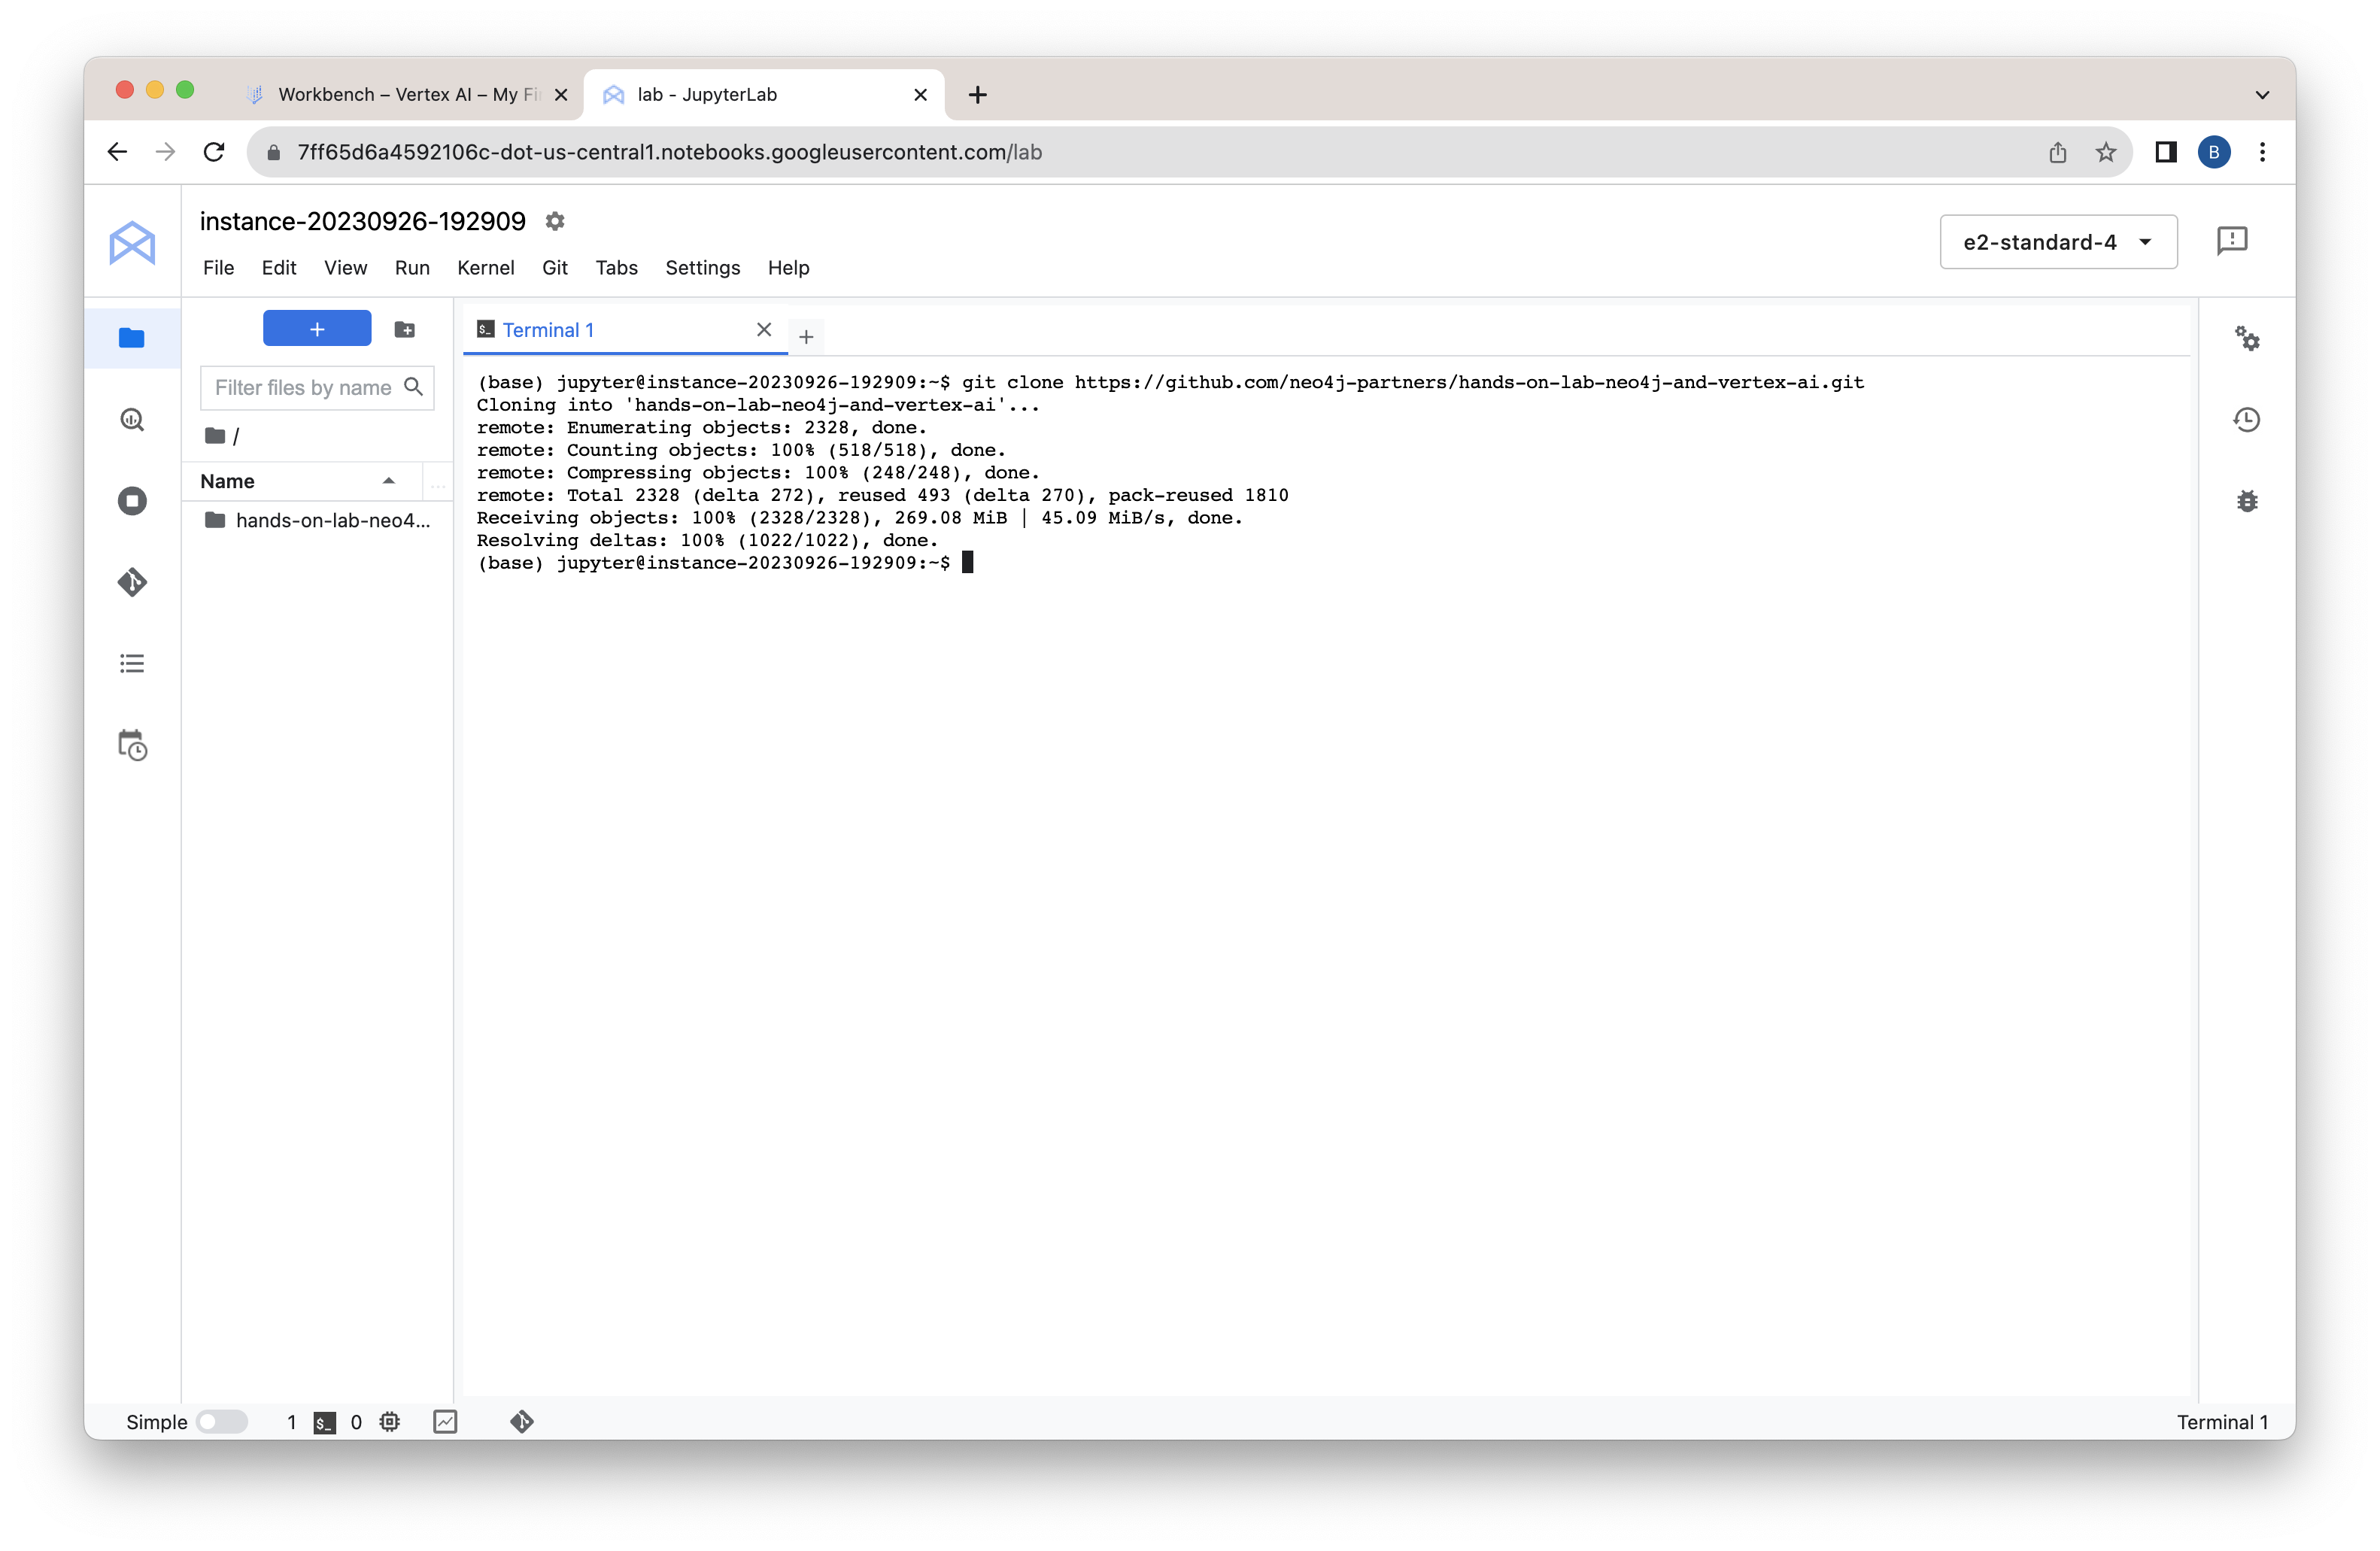 Workbench – Vertex AI – My Fi
lab - JupyterLab
7ff65d6a4592106c-dot-us-central1.notebooks.googleusercontent.com/lab
B
instance-20230926-192909
File Edit View Run Kernel Git Tabs Settings Help
e2-standard-4
Terminal 1
Filter files by name
/
Name
...
hands-on-lab-neo4...
(base) jupyter@instance-20230926-192909:~$ git clone https://github.com/neo4j-partners/hands-on-lab-neo4j-and-vertex-ai.git
Cloning into 'hands-on-lab-neo4j-and-vertex-ai'...
remote: Enumerating objects: 2328, done.
remote: Counting objects: 100% (518/518), done.
remote: Compressing objects: 100% (248/248), done.
remote: Total 2328 (delta 272), reused 493 (delta 270), pack-reused 1810
Receiving objects: 100% (2328/2328), 269.08 MiB | 45.09 MiB/s, done.
Resolving deltas: 100% (1022/1022), done.
(base) jupyter@instance-20230926-192909:~$
Simple 1 $_ 0 Terminal 1